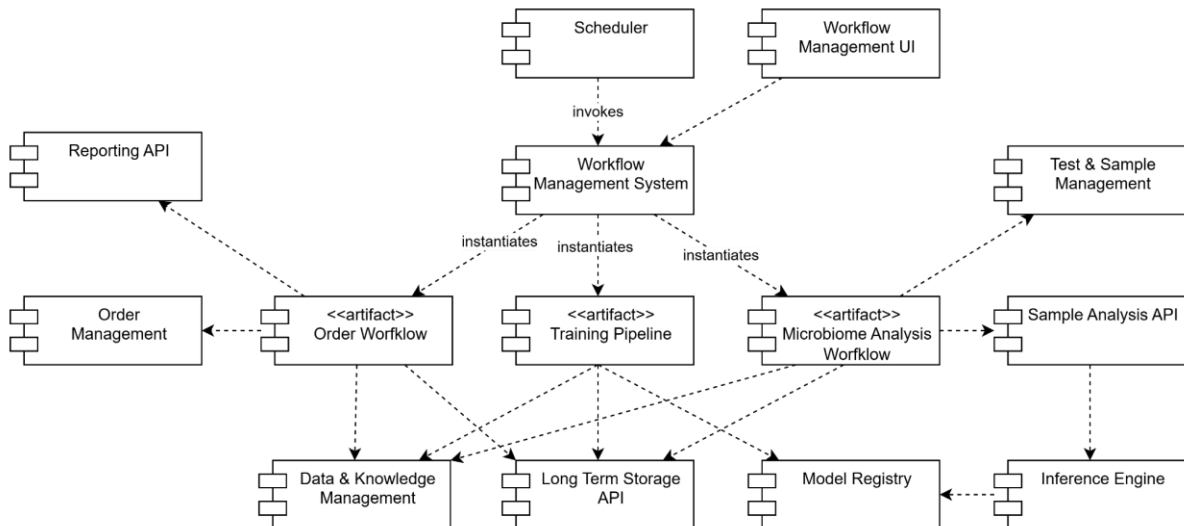 Scheduler
Workflow
Management UI
invokes
Reporting API
Workflow
Management System
Test & Sample
Management
instantiates
instantiates
instantiates
Order
Management
<<artifact>>
Order Worfklow
<<artifact>>
Training Pipeline
<<artifact>>
Microbiome Analysis
Worfklow
Sample Analysis API
Data & Knowledge
Management
Long Term Storage
API
Model Registry
Inference Engine